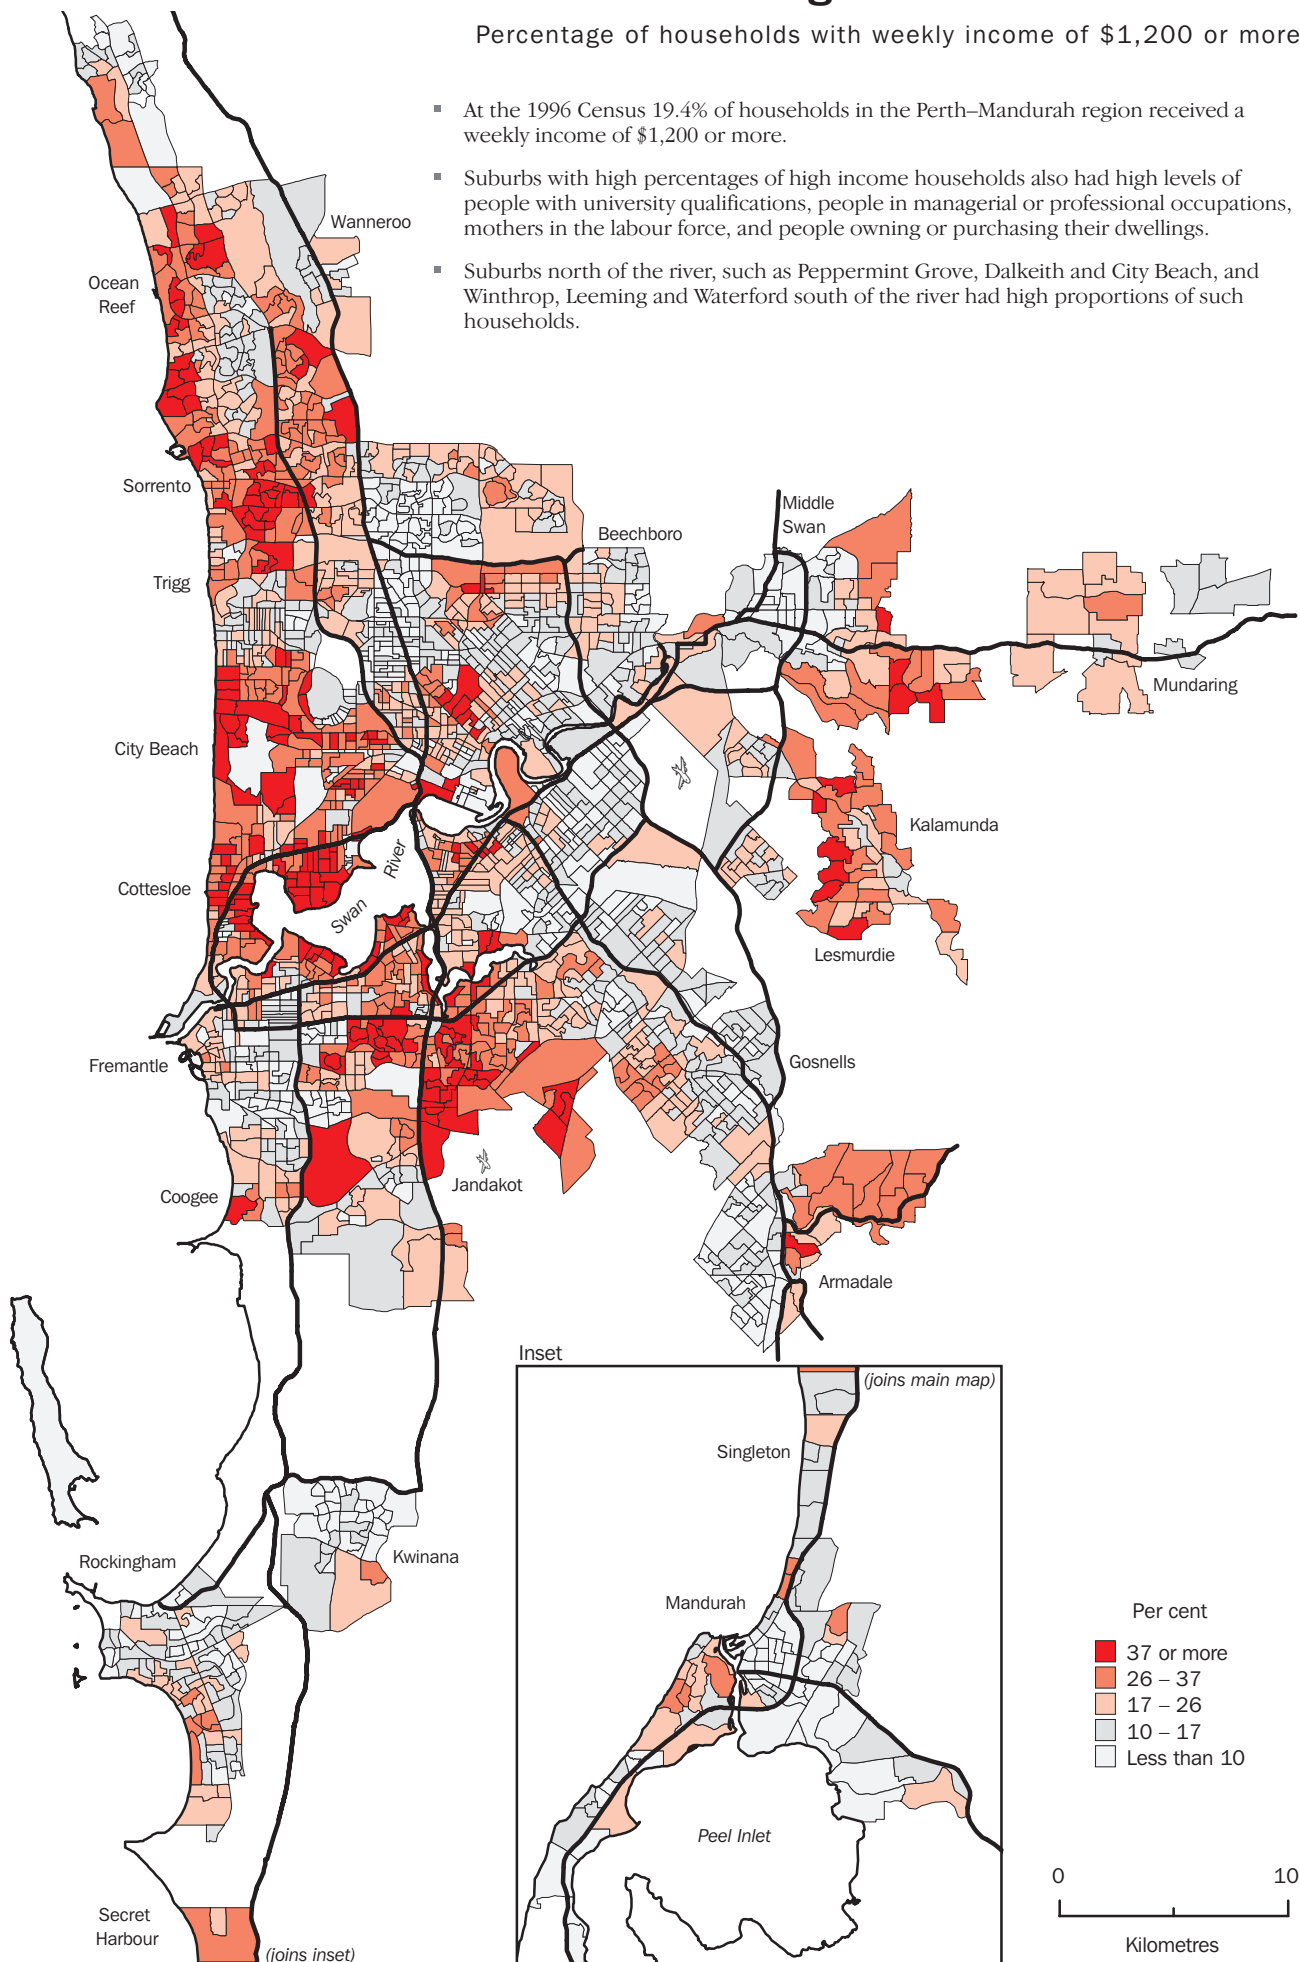 Percentage of households with weekly income of $1,200 or more
▪ At the 1996 Census 19.4% of households in the Perth–Mandurah region received a
weekly income of $1,200 or more.
▪ Suburbs with high percentages of high income households also had high levels of
people with university qualifications, people in managerial or professional occupations,
mothers in the labour force, and people owning or purchasing their dwellings.
▪ Suburbs north of the river, such as Peppermint Grove, Dalkeith and City Beach, and
Winthrop, Leeming and Waterford south of the river had high proportions of such
households.
Wanneroo
Ocean
Reef
Sorrento
Middle
Swan
Beechboro
Trigg
Mundaring
City Beach
Kalamunda
River
Cottesloe
Swan
Lesmurdie
Gosnells
Fremantle
Jandakot
Coogee
Armadale
Inset
(joins main map)
Singleton
Kwinana
Rockingham
Mandurah
Per cent
37 or more
26 – 37
17 – 26
10 – 17
Less than 10
Peel Inlet
0
10
Kilometres
Secret
Harbour
(joins inset)